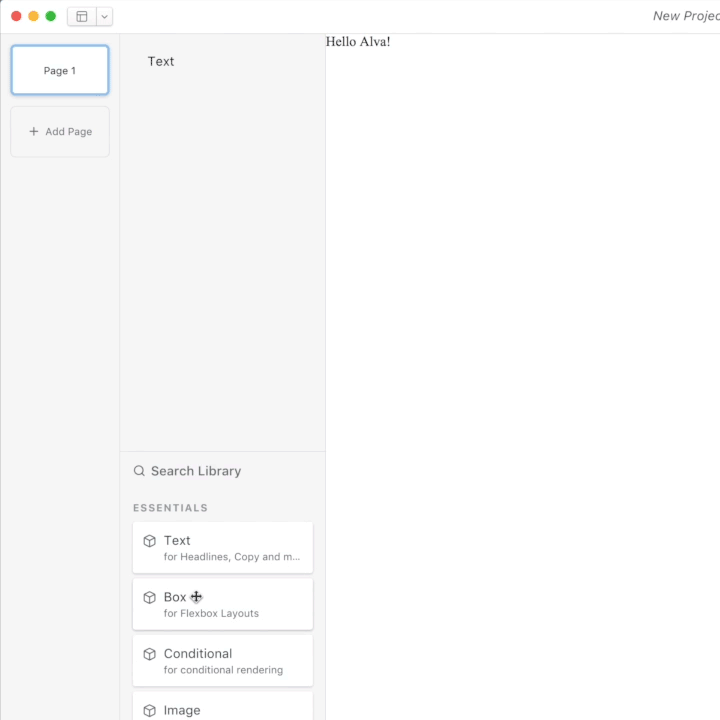 New Projec
Page 1
Add Page
Text
Hello Alva!
Search Library
ESSENTIALS
Text
for Headlines, Copy and m...
Box
for Flexbox Layouts
Conditional
for conditional rendering
Image